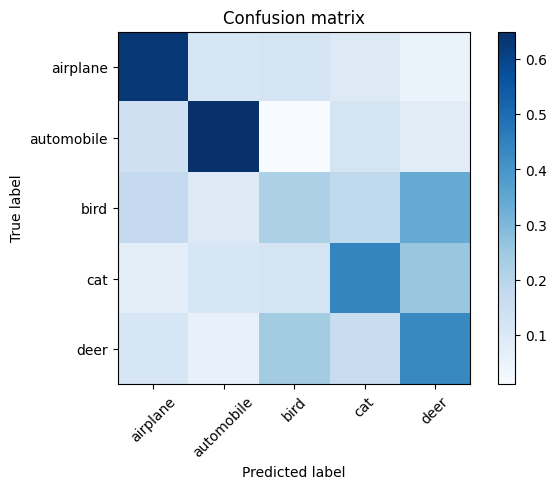 Confusion matrix
airplane
automobile
bird
cat
deer
True label
airplane
automobile
bird
cat
deer
Predicted label
0.6
0.5
0.4
0.3
0.2
0.1